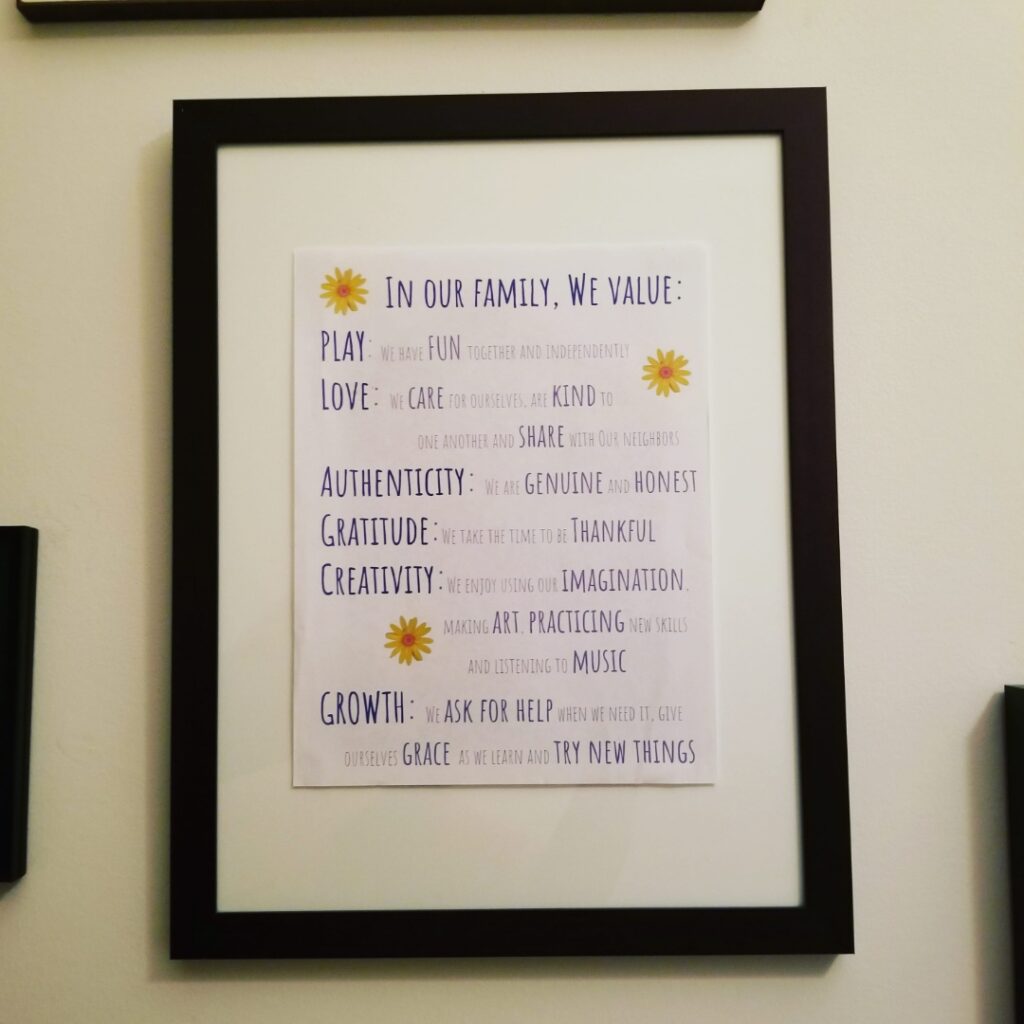 In our family, We value:
Play: We have FUN together and independently
Love: We CARE for ourselves, are KIND to
one another and SHARE with Our neighbors
Authenticity: We are GENUINE and HONEST
Gratitude: We take the time to be Thankful
Creativity: We enjoy using our IMAGINATION,
making ART, PRACTICING new skills
and listening to MUSIC
GROWTH: We ASK FOR HELP when we need it, give
ourselves GRACE as we learn and TRY NEW THINGS